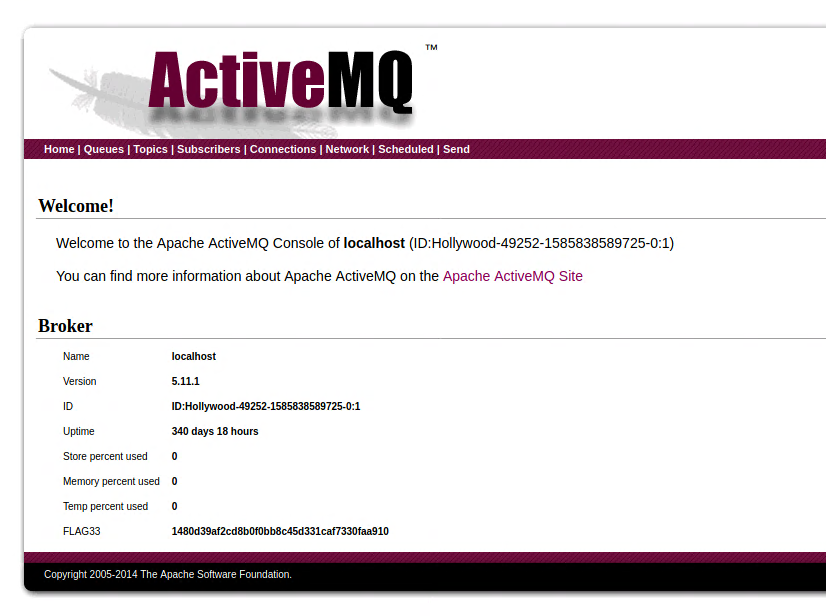 ActiveMQ ™
Home | Queues | Topics | Subscribers | Connections | Network | Scheduled | Send
Welcome!
Welcome to the Apache ActiveMQ Console of localhost (ID:Hollywood-49252-1585838589725-0:1)
You can find more information about Apache ActiveMQ on the Apache ActiveMQ Site
Broker
Name localhost
Version 5.11.1
ID ID:Hollywood-49252-1585838589725-0:1
Uptime 340 days 18 hours
Store percent used 0
Memory percent used 0
Temp percent used 0
FLAG33 1480d39af2cd8b0f0bb8c45d331caf7330faa910
Copyright 2005-2014 The Apache Software Foundation.